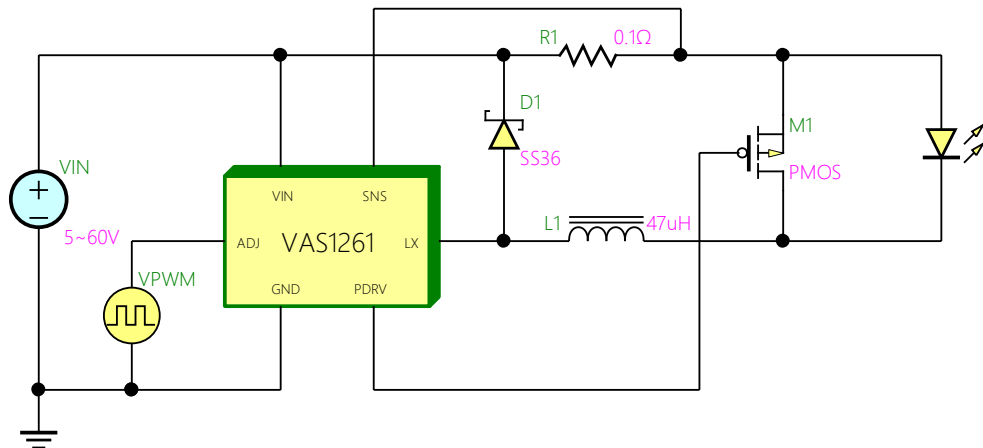 R1 0.1Ω
D1
SS36
M1
PMOS
VIN
5~60V
VIN SNS
ADJ VAS1261 LX
GND PDRV
L1 47uH
VPWM